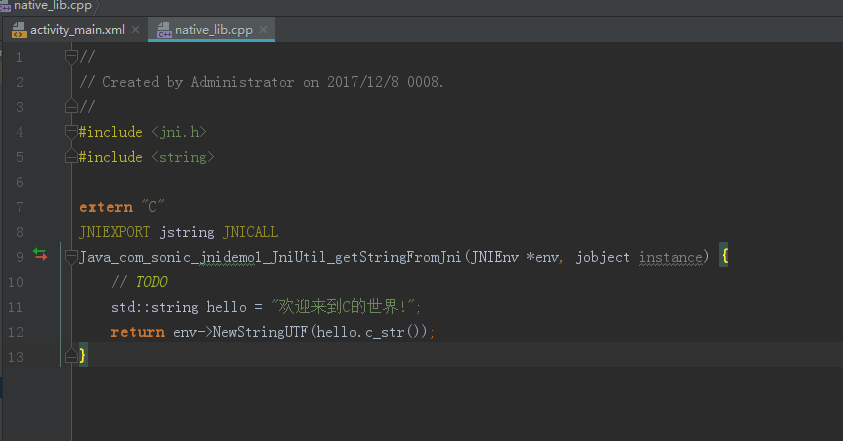 native_lib.cpp
activity_main.xml
native_lib.cpp
1 //
2 // Created by Administrator on 2017/12/8 0008.
3 //
4 #include <jni.h>
5 #include <string>
6
7 extern "C"
8 JNIEXPORT jstring JNICALL
9 Java_com_sonic_jnidemo1_JniUtil_getStringFromJni(JNIEnv *env, jobject instance) {
10 // TODO
11 std::string hello = "欢迎来到C的世界!";
12 return env->NewStringUTF(hello.c_str());
13 }